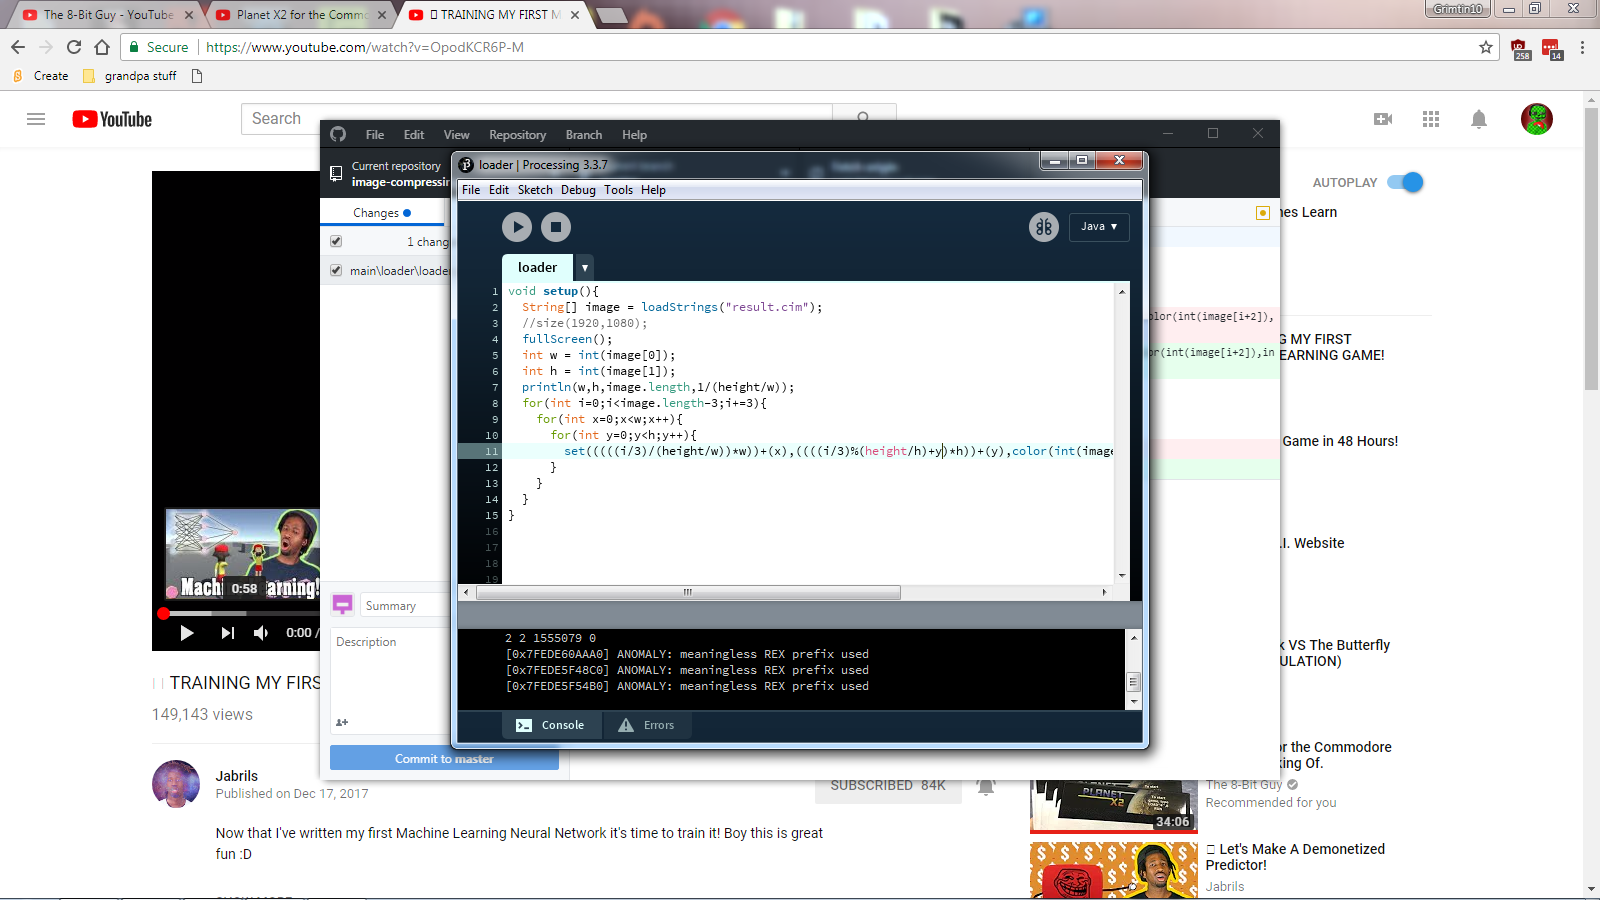 The 8-Bit Guy - YouTube
Planet X2 for the Commo
TRAINING MY FIRST M
Grimtin10
Secure
https://www.youtube.com/watch?v=OpodKCR6P-M
258
14
Create
grandpa stuff
YouTube
Search
File Edit View Repository Branch Help
Current repository
image-compressin
loader | Processing 3.3.7
File Edit Sketch Debug Tools Help
AUTOPLAY
nes Learn
Changes
1 chang
main\loader\loade
Java
loader
1 void setup(){
2 String[] image = loadStrings("result.cim");
3 //size(1920,1080);
4 fullScreen();
5 int w = int(image[0]);
6 int h = int(image[1]);
7 println(w,h,image.length,1/(height/w));
8 for(int i=0;i<image.length-3;i+=3){
9 for(int x=0;x<w;x++){
10 for(int y=0;y<h;y++){
11 set(((((i/3)/(height/w))*w))+(x),((((i/3)%(height/h)+y)*h))+(y),color(int(image
12 }
13 }
14 }
15 }
16
17
18
19
olor(int(image[i+2]),
or(int(image[i+2]),in
G MY FIRST
EARNING GAME!
Game in 48 Hours!
.I. Website
k VS The Butterfly
ULATION)
or the Commodore
king Of.
The 8-Bit Guy
Recommended for you
34:06
PLANET X2
Let's Make A Demonetized
Predictor!
Jabrils
Machi
arning!
0:58
0:00 /
Summary
Description
Commit to master
2 2 1555079 0
[0x7FEDE60AAA0] ANOMALY: meaningless REX prefix used
[0x7FEDE5F48C0] ANOMALY: meaningless REX prefix used
[0x7FEDE5F54B0] ANOMALY: meaningless REX prefix used
Console
Errors
TRAINING MY FIRS
149,143 views
Jabrils
Published on Dec 17, 2017
SUBSCRIBED 84K
Now that I've written my first Machine Learning Neural Network it's time to train it! Boy this is great
fun :D